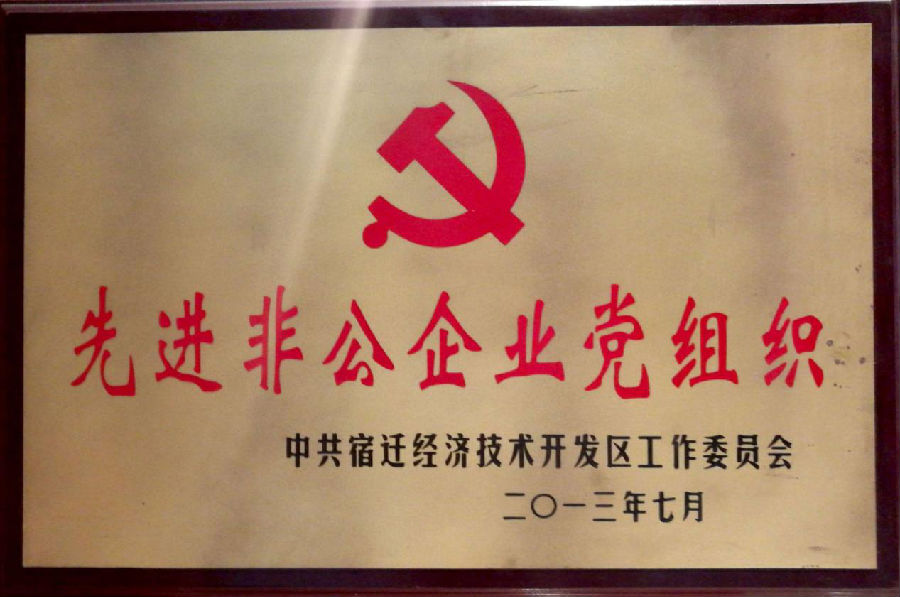 先进非公企业党组织
中共宿迁经济技术开发区工作委员会
二〇一三年七月